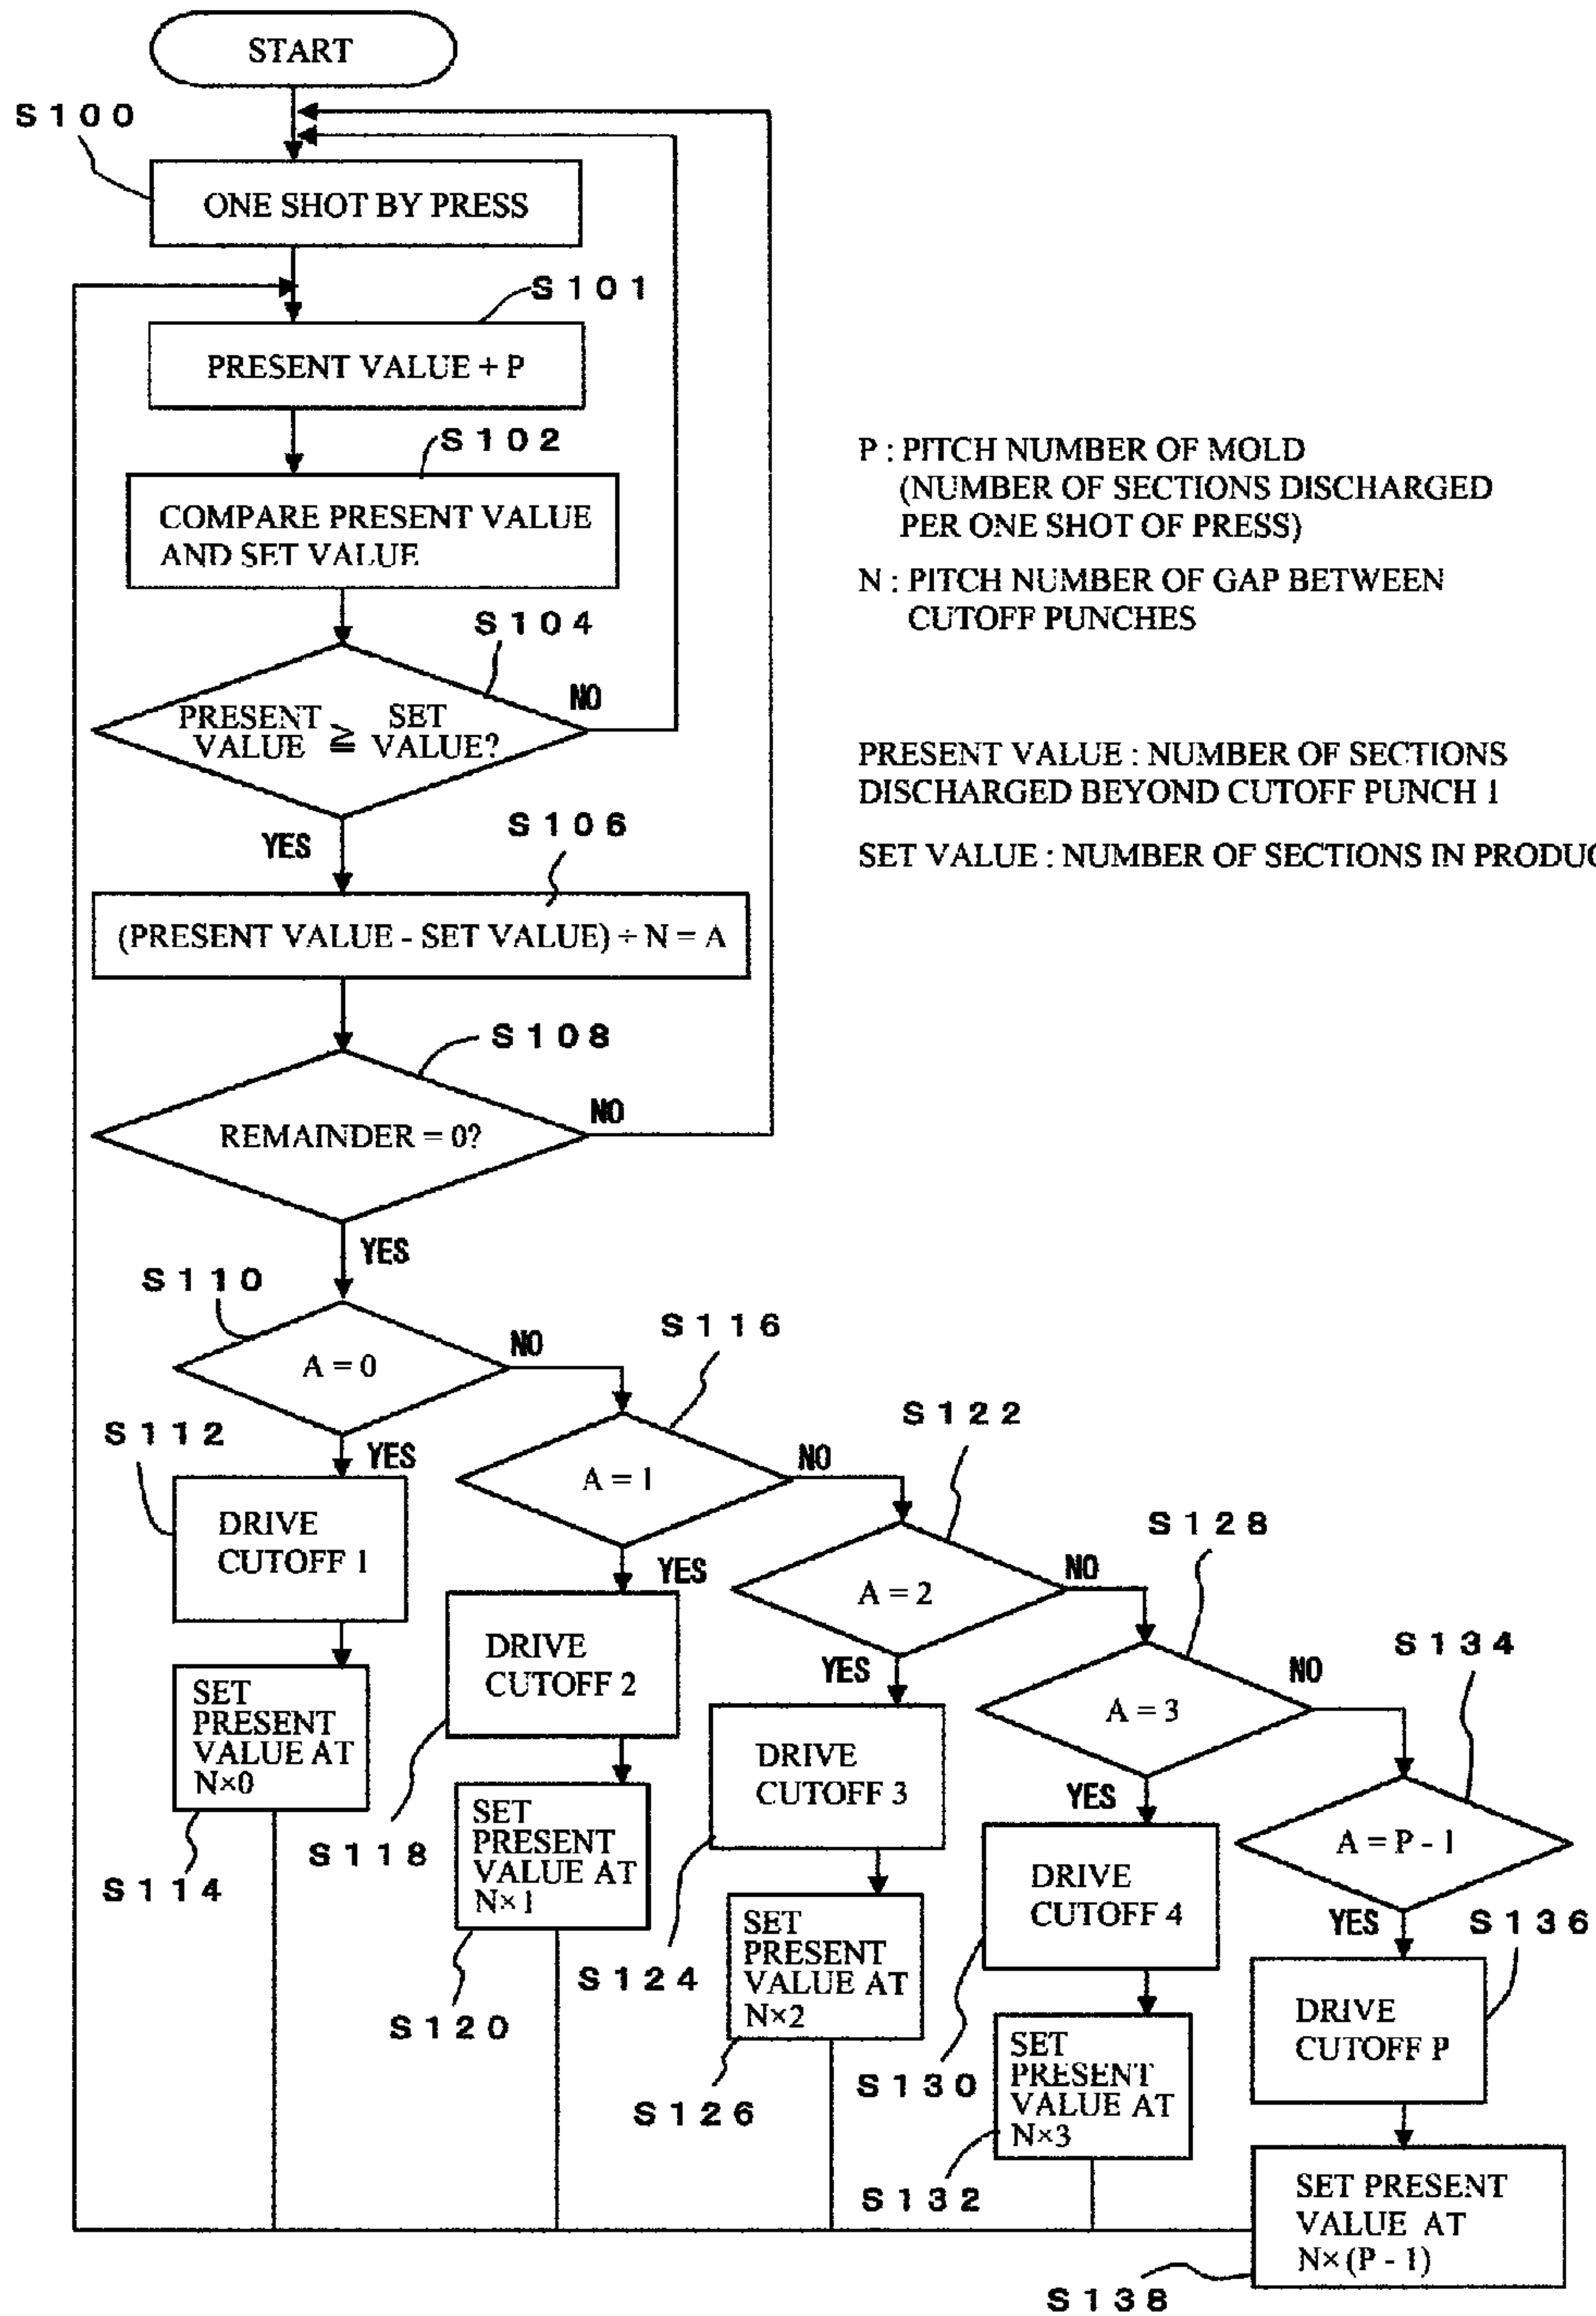 START
S100
ONE SHOT BY PRESS
S101
PRESENT VALUE + P
S102
COMPARE PRESENT VALUE
AND SET VALUE
S104
PRESENT VALUE ≧ SET VALUE?
NO
YES
P : PITCH NUMBER OF MOLD
(NUMBER OF SECTIONS DISCHARGED
PER ONE SHOT OF PRESS)
N : PITCH NUMBER OF GAP BETWEEN
CUTOFF PUNCHES
PRESENT VALUE : NUMBER OF SECTIONS
DISCHARGED BEYOND CUTOFF PUNCH 1
SET VALUE : NUMBER OF SECTIONS IN
S106
(PRESENT VALUE - SET VALUE) ÷ N = A
S108
REMAINDER = 0?
NO
YES
S110
A = 0
NO
YES
S112
DRIVE
CUTOFF 1
SET
PRESENT
VALUE AT
N×0
S114
S116
A = 1
NO
YES
DRIVE
CUTOFF 2
S118
SET
PRESENT
VALUE AT
N×1
S120
S122
A = 2
NO
YES
DRIVE
CUTOFF 3
S124
SET
PRESENT
VALUE AT
N×2
S126
S128
A = 3
NO
YES
DRIVE
CUTOFF 4
S130
SET
PRESENT
VALUE AT
N×3
S132
S134
A = P - 1
YES
S136
DRIVE
CUTOFF P
SET PRESENT
VALUE AT
N×(P - 1)
S138